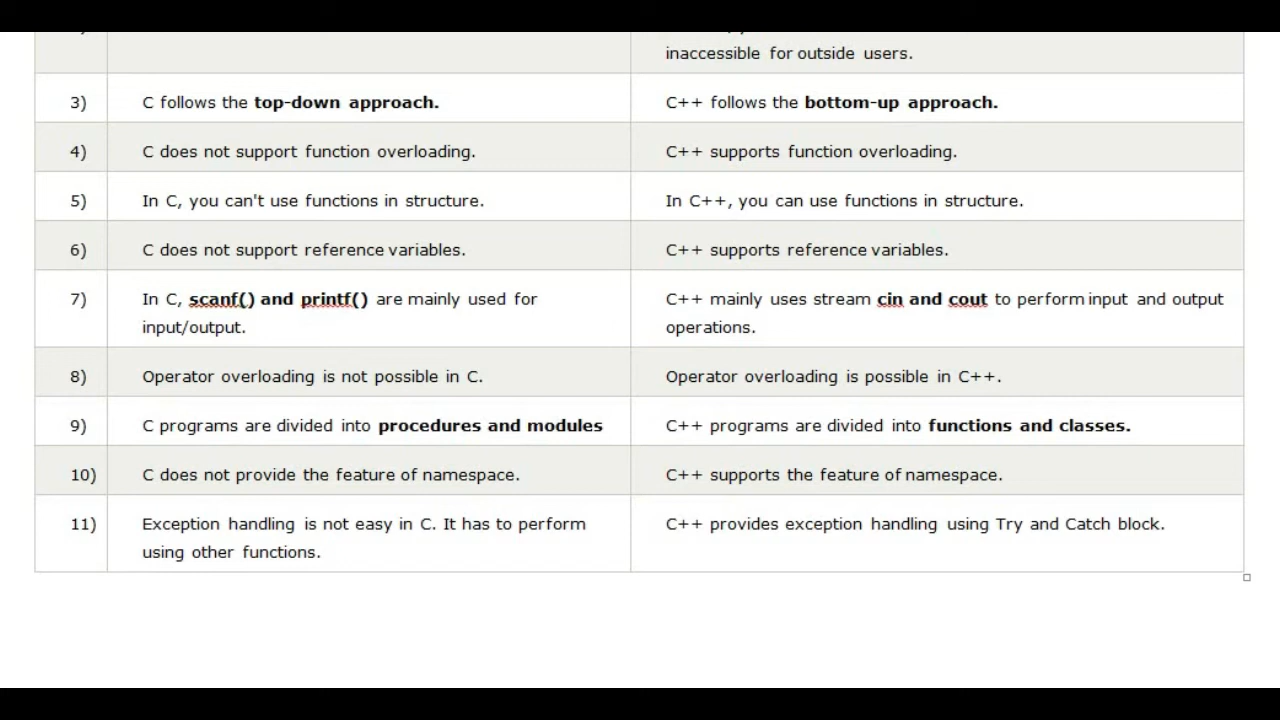 inaccessible for outside users.
3) C follows the top-down approach. C++ follows the bottom-up approach.
4) C does not support function overloading. C++ supports function overloading.
5) In C, you can't use functions in structure. In C++, you can use functions in structure.
6) C does not support reference variables. C++ supports reference variables.
7) In C, scanf() and printf() are mainly used for
input/output.
C++ mainly uses stream cin and cout to perform input and output
operations.
8) Operator overloading is not possible in C. Operator overloading is possible in C++.
9) C programs are divided into procedures and modules C++ programs are divided into functions and classes.
10) C does not provide the feature of namespace. C++ supports the feature of namespace.
11) Exception handling is not easy in C. It has to perform
using other functions.
C++ provides exception handling using Try and Catch block.